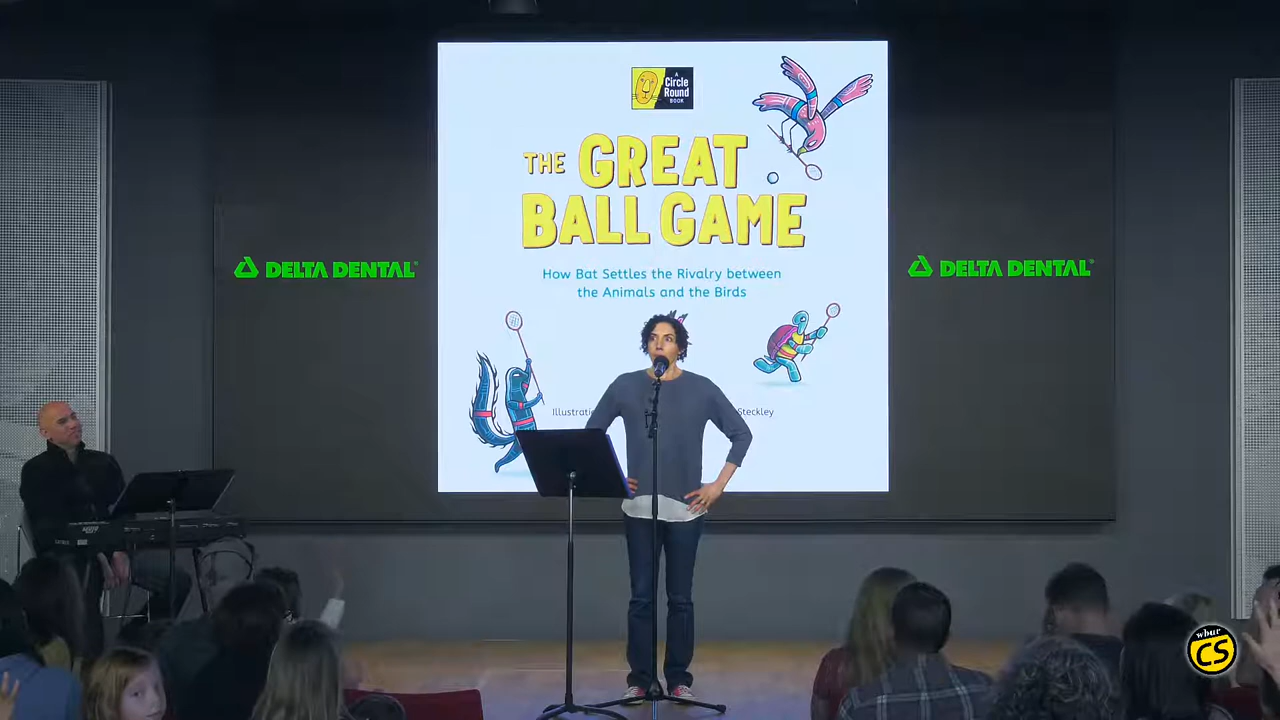 A
Circle
Round
BOOK
THE GREAT
BALL GAME
How Bat Settles the Rivalry between
the Animals and the Birds
DELTA DENTAL
DELTA DENTAL
Steckley
wbur
CS